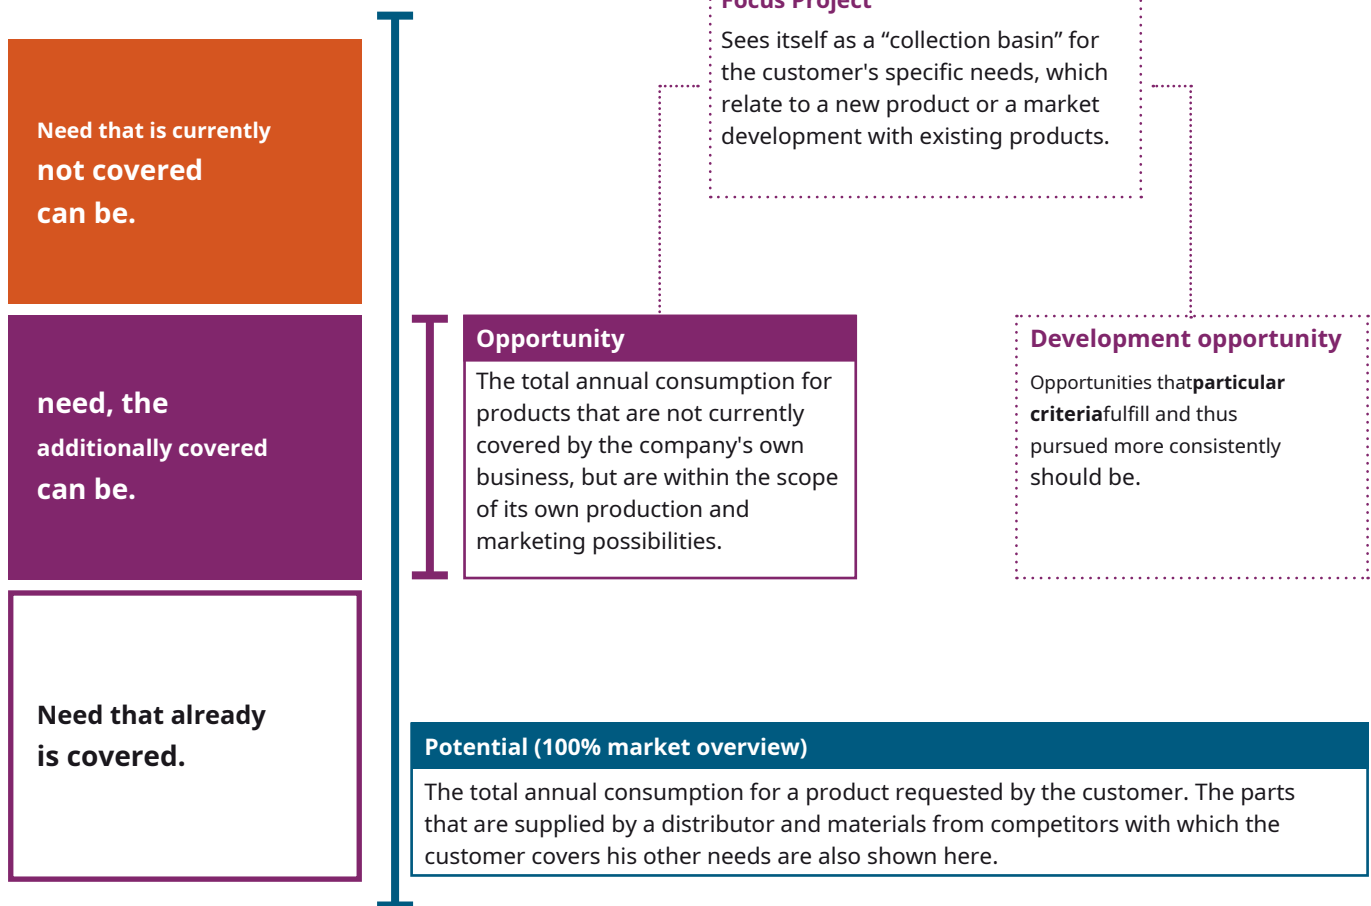 Focus Project
Sees itself as a “collection basin” for
the customer's specific needs, which
relate to a new product or a market
development with existing products.
Need that is currently
not covered
can be.
need, the
additionally covered
can be.
Opportunity
The total annual consumption for
products that are not currently
covered by the company's own
business, but are within the scope
of its own production and
marketing possibilities.
Development opportunity
Opportunities thatparticular
criteriafulfill and thus
pursued more consistently
should be.
Need that already
is covered.
Potential (100% market overview)
The total annual consumption for a product requested by the customer. The parts
that are supplied by a distributor and materials from competitors with which the
customer covers his other needs are also shown here.